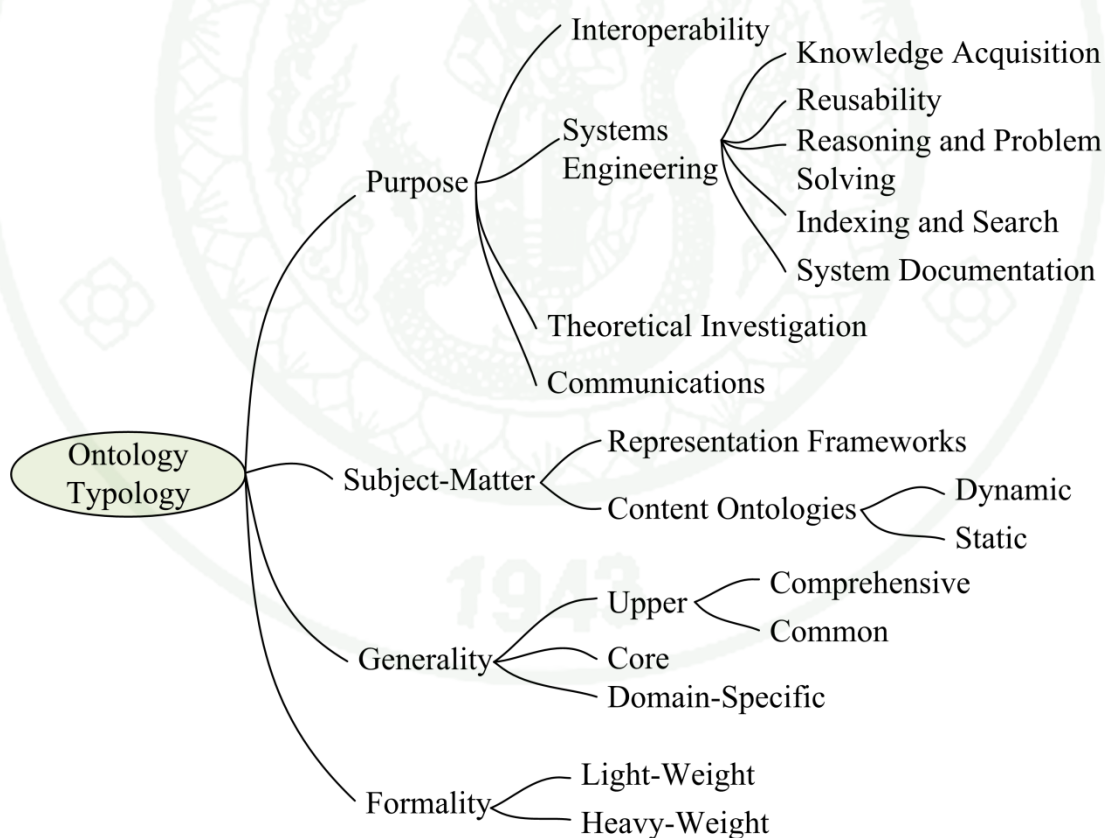 Interoperability
Knowledge Acquisition
Reusability
Systems
Engineering
Reasoning and Problem
Solving
Purpose
Indexing and Search
System Documentation
Theoretical Investigation
Communications
Ontology
Typology
Representation Frameworks
Subject-Matter
Content Ontologies
Dynamic
Static
1943
Comprehensive
Upper
Common
Generality
Core
Domain-Specific
Light-Weight
Formality
Heavy-Weight